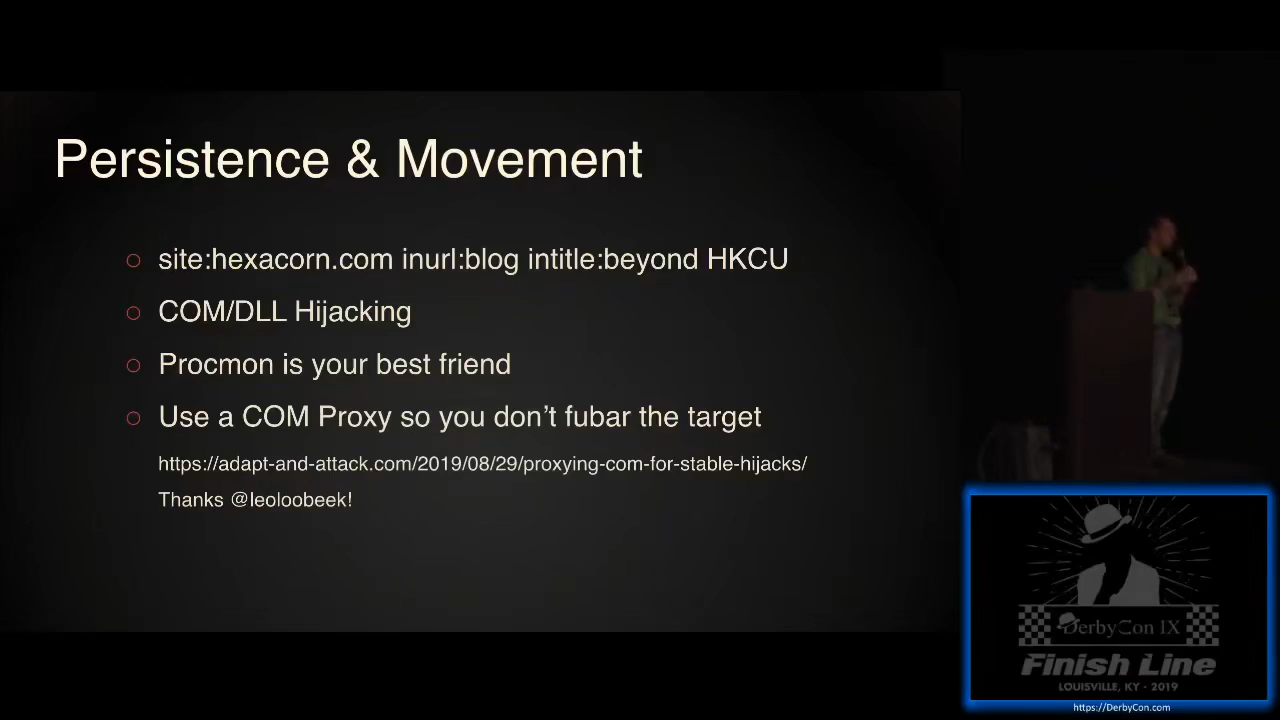 Persistence & Movement
site:hexacorn.com inurl:blog intitle:beyond HKCU
COM/DLL Hijacking
Procmon is your best friend
Use a COM Proxy so you don’t fubar the target
https://adapt-and-attack.com/2019/08/29/proxying-com-for-stable-hijacks/
Thanks @leoloobeek!
DerbyCon IX
Finish Line
LOUISVILLE, KY - 2019
https://DerbyCon.com